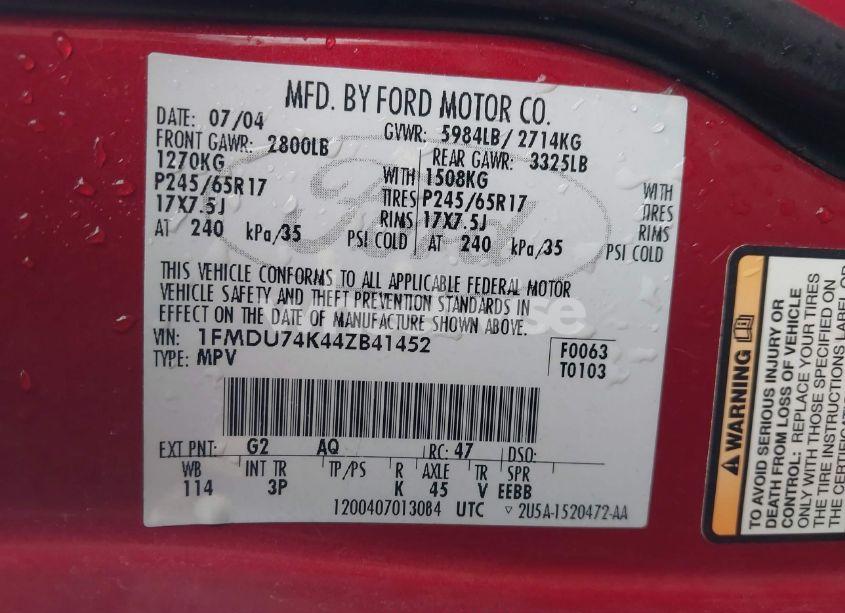 MFD. BY FORD MOTOR CO.
DATE: 07/04
GVWR: 5984LB/ 2714KG
FRONT GAWR: 2800LB
REAR GAWR: 3325LB
1270KG
WITH
1508KG
WITH
P245/65R17
TIRES
P245/65R17
TIRES
17X7.5J
RIMS
17X7.5J
RIMS
AT 240 kPa/35 PSI COLD
AT 240 kPa/35 PSI COLD
Ford
THIS VEHICLE CONFORMS TO ALL APPLICABLE FEDERAL MOTOR
VEHICLE SAFETY AND THEFT PREVENTION STANDARDS IN
EFFECT ON THE DATE OF MANUFACTURE SHOWN ABOVE.
VIN: 1FMDU74K44ZB41452
TYPE: MPV
F0063
T0103
EXT PNT: G2 AQ RC: 47 DSO:
WB INT TR TP/PS R AXLE TR SPR
114 3P K 45 V EEBB
1200407013084 UTC ▽ 2U5A-1520472-AA
WARNING
TO AVOID SERIOUS INJURY OR
DEATH FROM LOSS OF VEHICLE
CONTROL: REPLACE YOUR TIRES
WITH THOSE SPECIFIED ON
THE TIRE INSTRUCTIONS LABEL OR